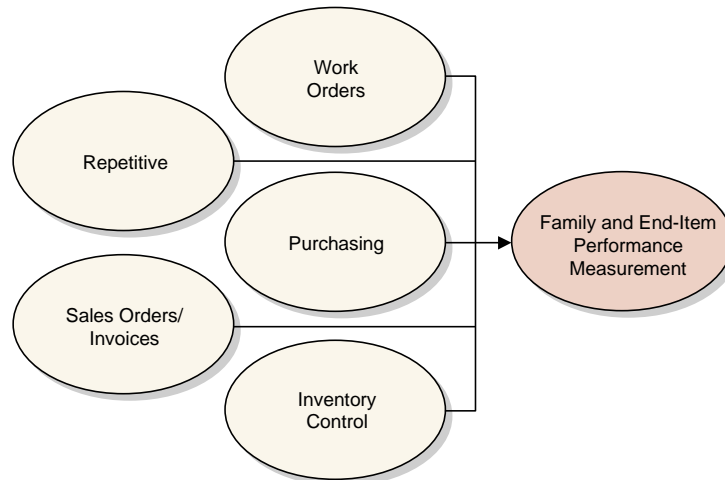 Work
Orders
Repetitive
Purchasing
Family and End-Item
Performance
Measurement
Sales Orders/
Invoices
Inventory
Control